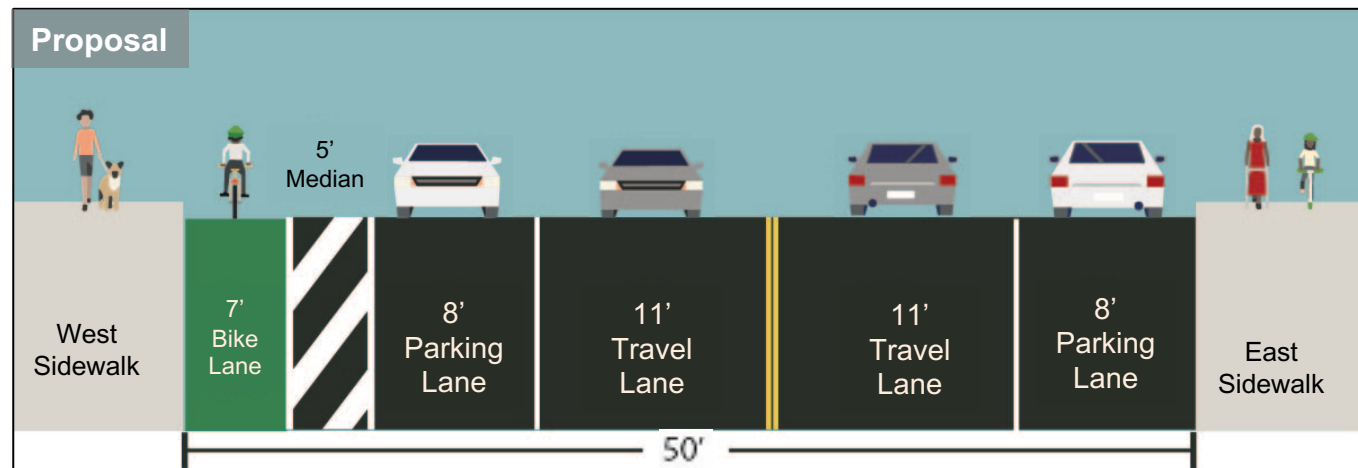 Proposal
5’
Median
West
Sidewalk
7’
Bike
Lane
8’
Parking
Lane
11’
Travel
Lane
11’
Travel
Lane
8’
Parking
Lane
East
Sidewalk
50’